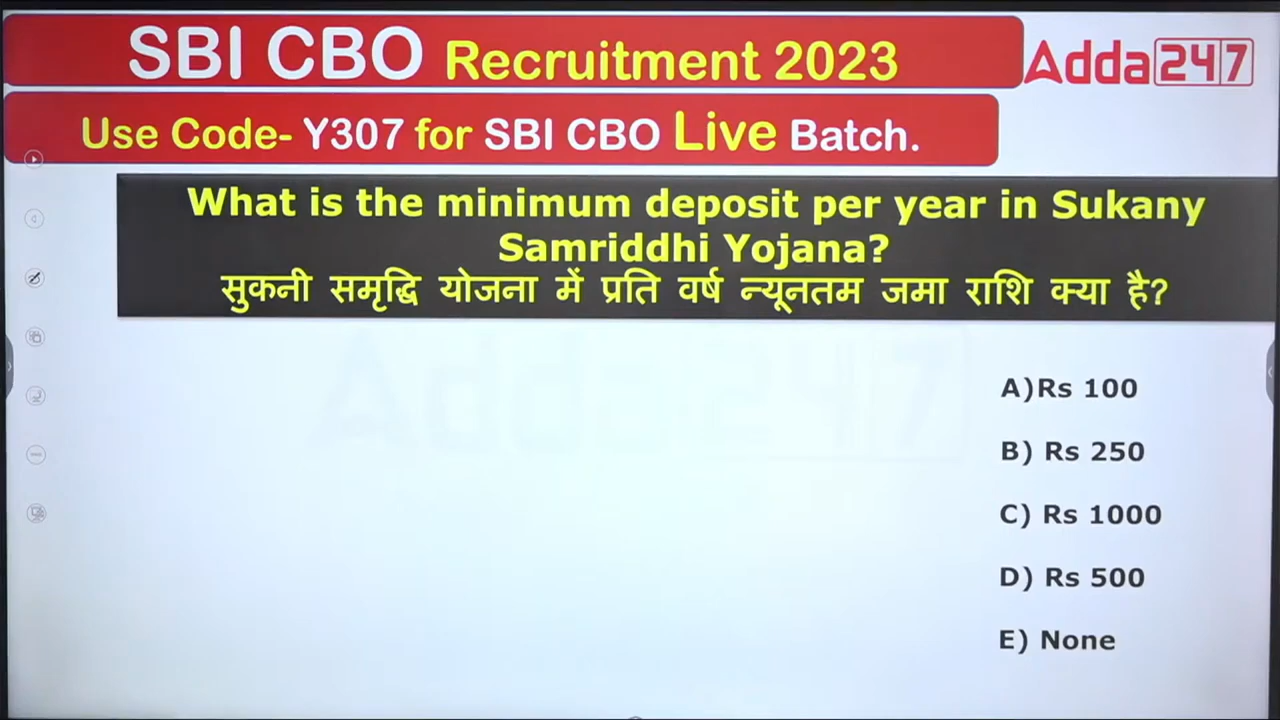 SBI CBO Recruitment 2023
Adda247
Use Code- Y307 for SBI CBO Live Batch.
What is the minimum deposit per year in Sukany
Samriddhi Yojana?
सुकनी समृद्धि योजना में प्रति वर्ष न्यूनतम जमा राशि क्या है?
A)Rs 100
B) Rs 250
C) Rs 1000
D) Rs 500
E) None